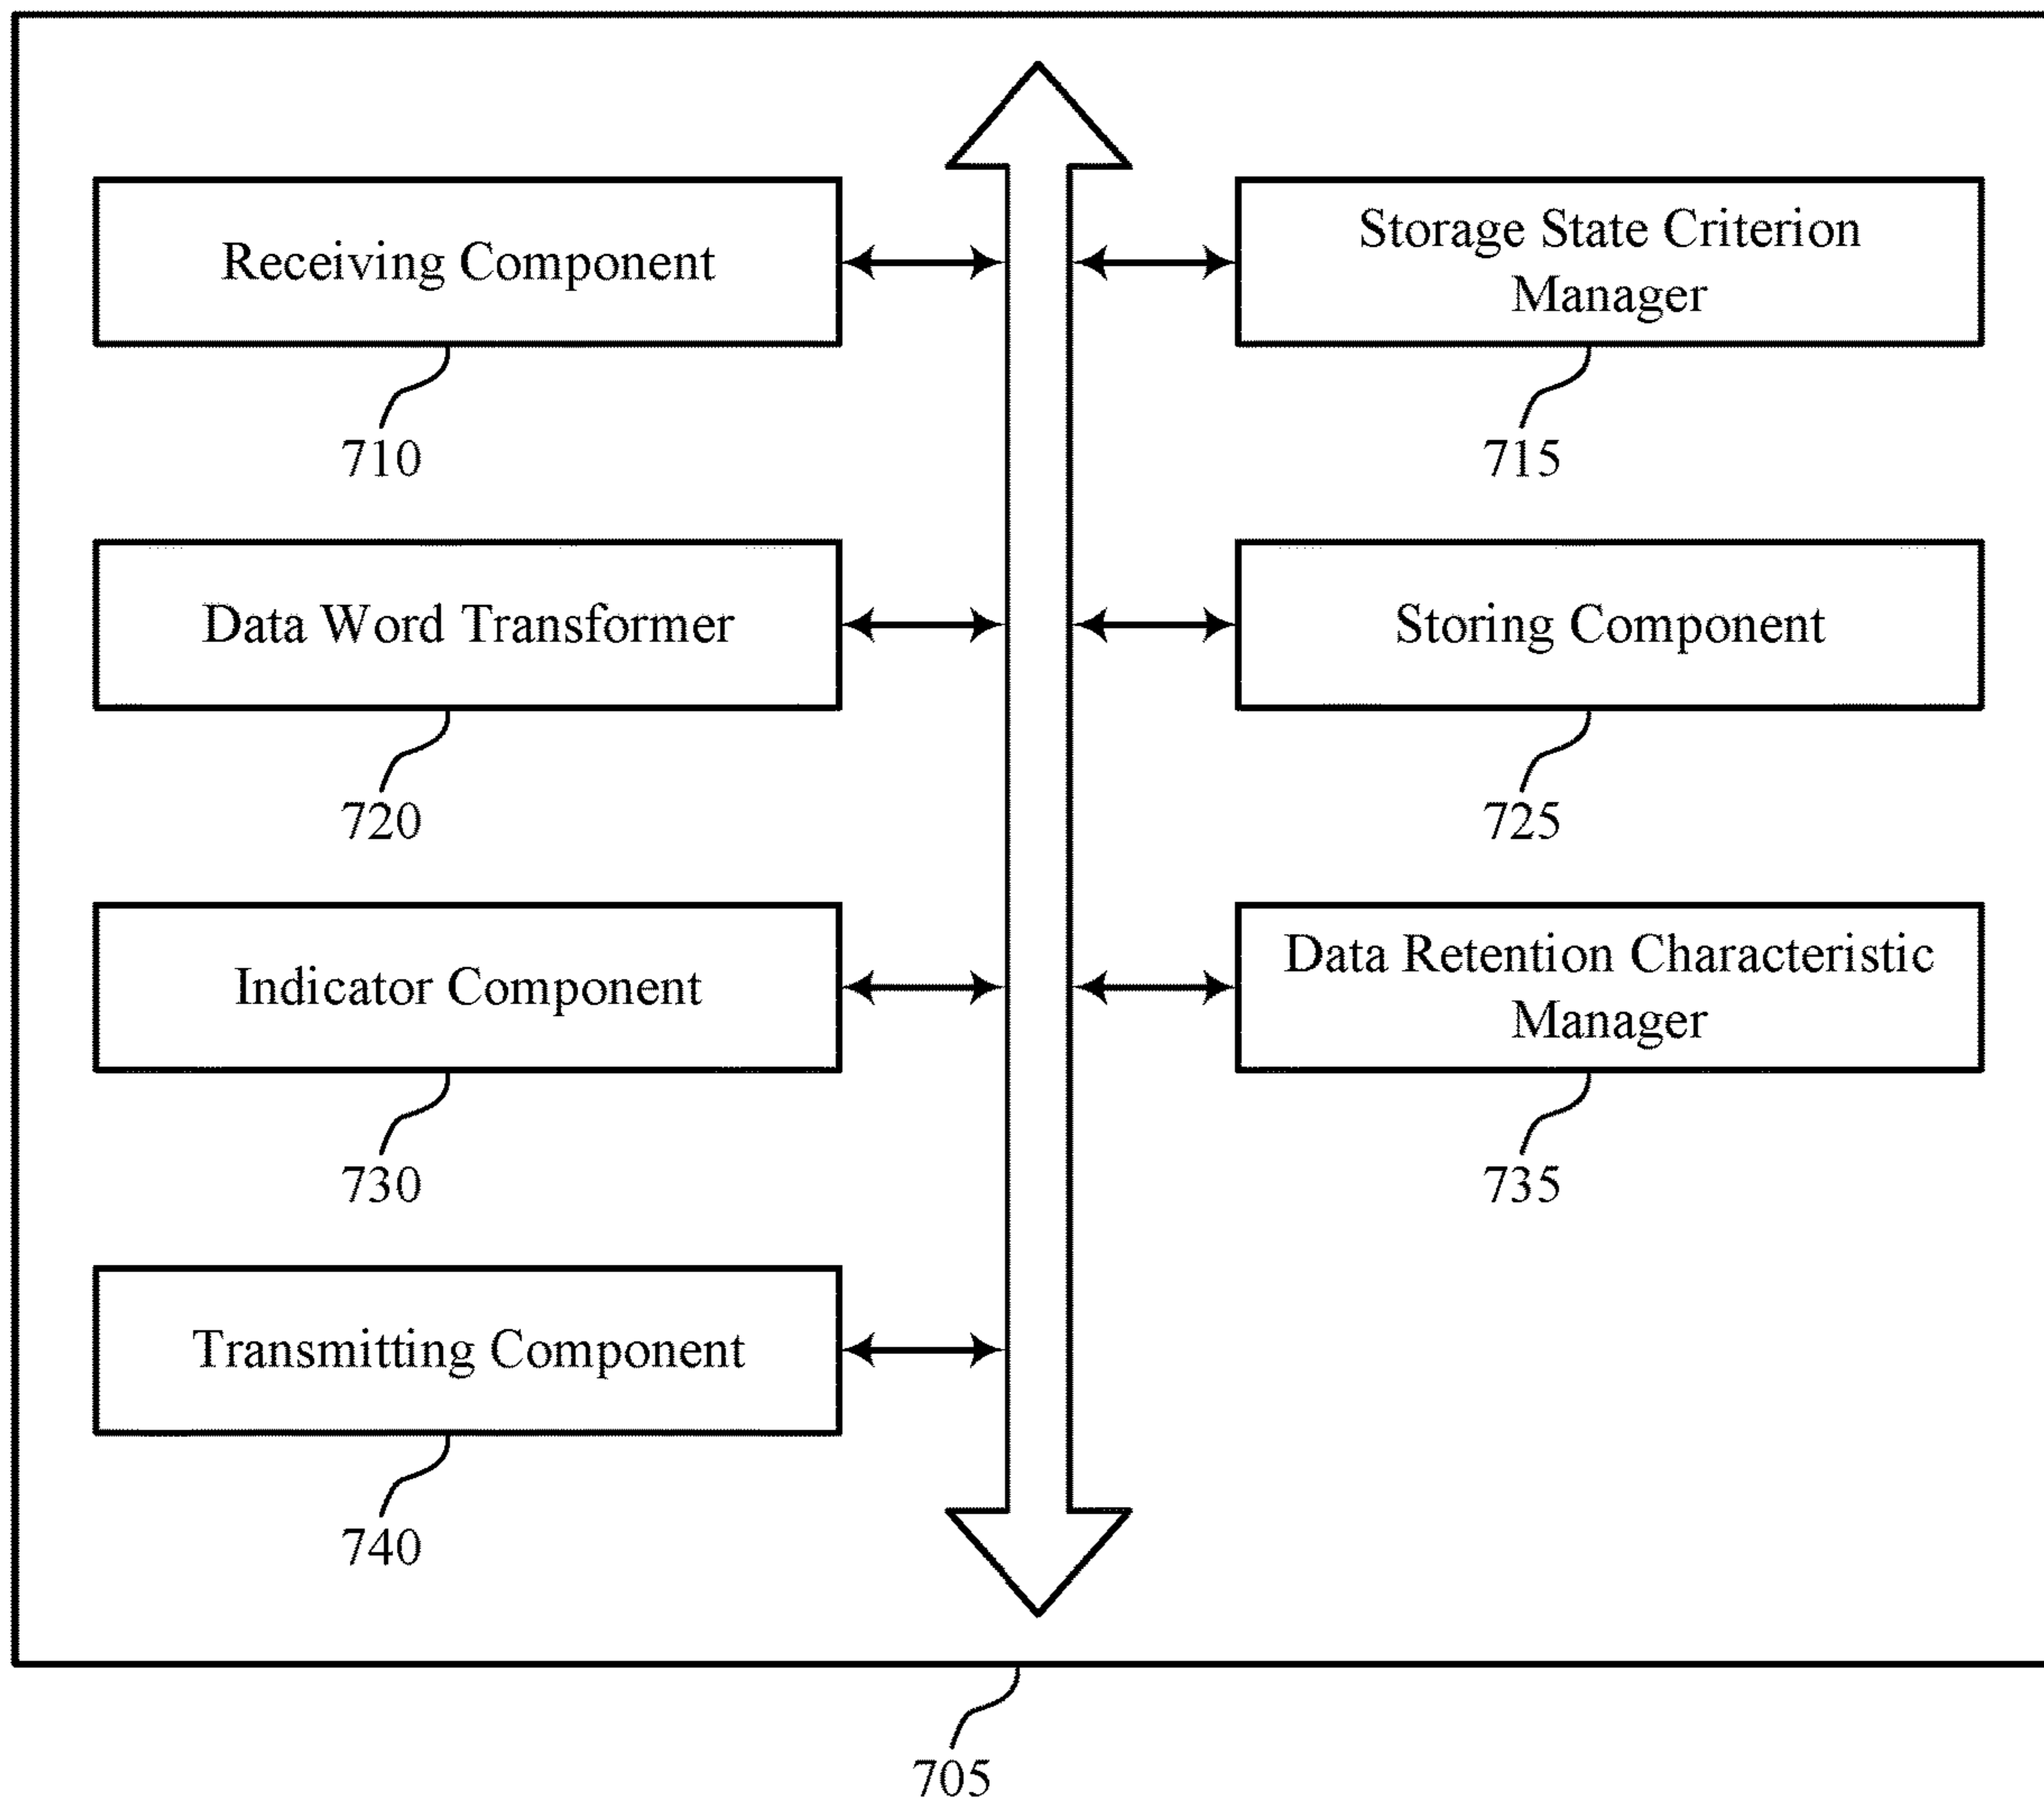 Receiving Component
710
Storage State Criterion
Manager
715
Data Word Transformer
720
Storing Component
725
Indicator Component
730
Data Retention Characteristic
Manager
735
Transmitting Component
740
705